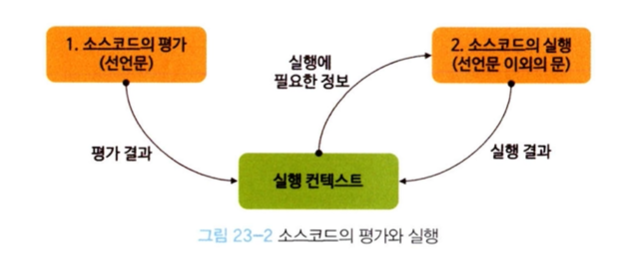 1. 소스코드의 평가
(선언문)
실행에
필요한 정보
2. 소스코드의 실행
(선언문 이외의 문)
평가 결과
실행 결과
실행 컨텍스트
그림 23-2 소스코드의 평가와 실행